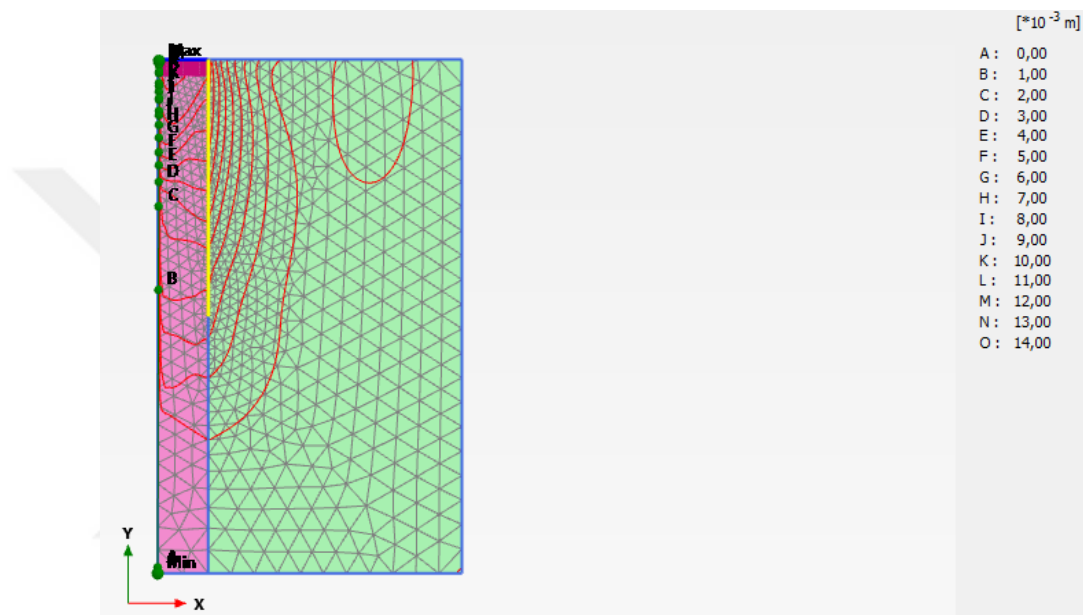 [*10⁻³ m]
A : 0,00
B : 1,00
C : 2,00
D : 3,00
E : 4,00
F : 5,00
G : 6,00
H : 7,00
I : 8,00
J : 9,00
K : 10,00
L : 11,00
M : 12,00
N : 13,00
O : 14,00
H
G
F
E
D
C
B
Min
Y
X